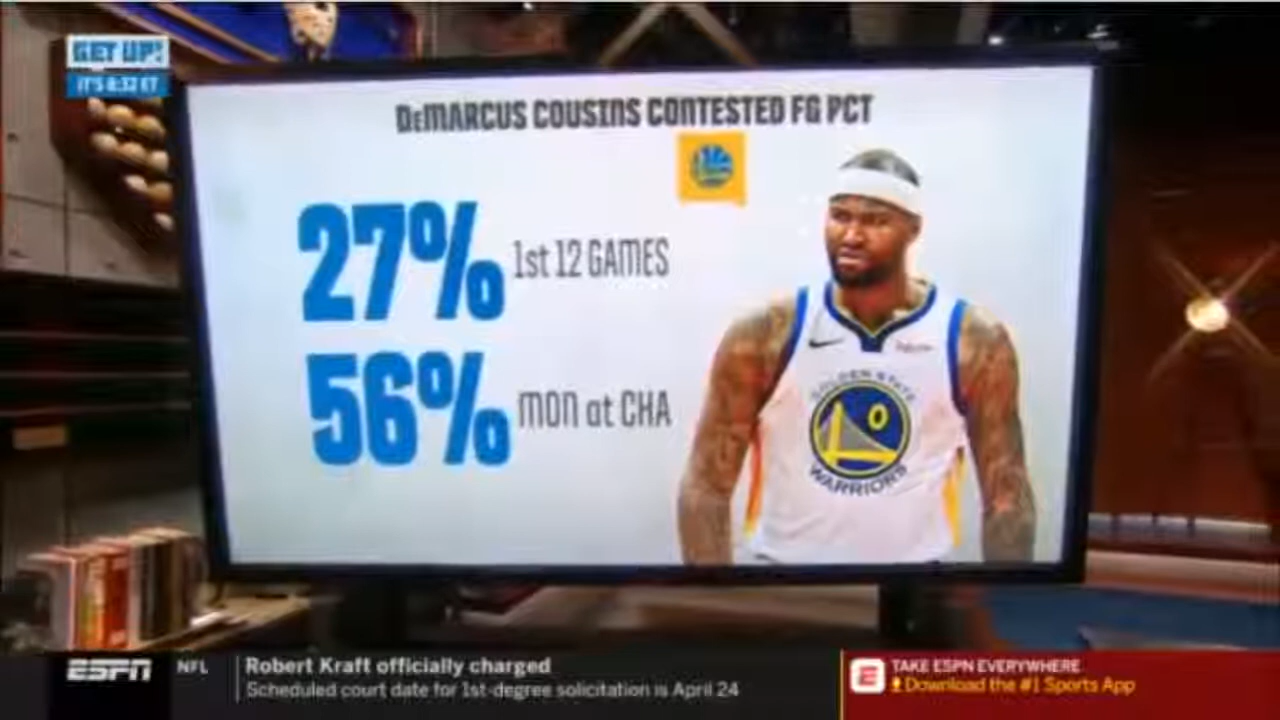 GET UP!
IT'S 8:32 ET
DeMARCUS COUSINS CONTESTED FG PCT
27% 1st 12 GAMES
56% MON at CHA
GOLDEN STATE
0
WARRIORS
ESPN NFL
Robert Kraft officially charged
Scheduled court date for 1st-degree solicitation is April 24
E
TAKE ESPN EVERYWHERE
Download the #1 Sports App